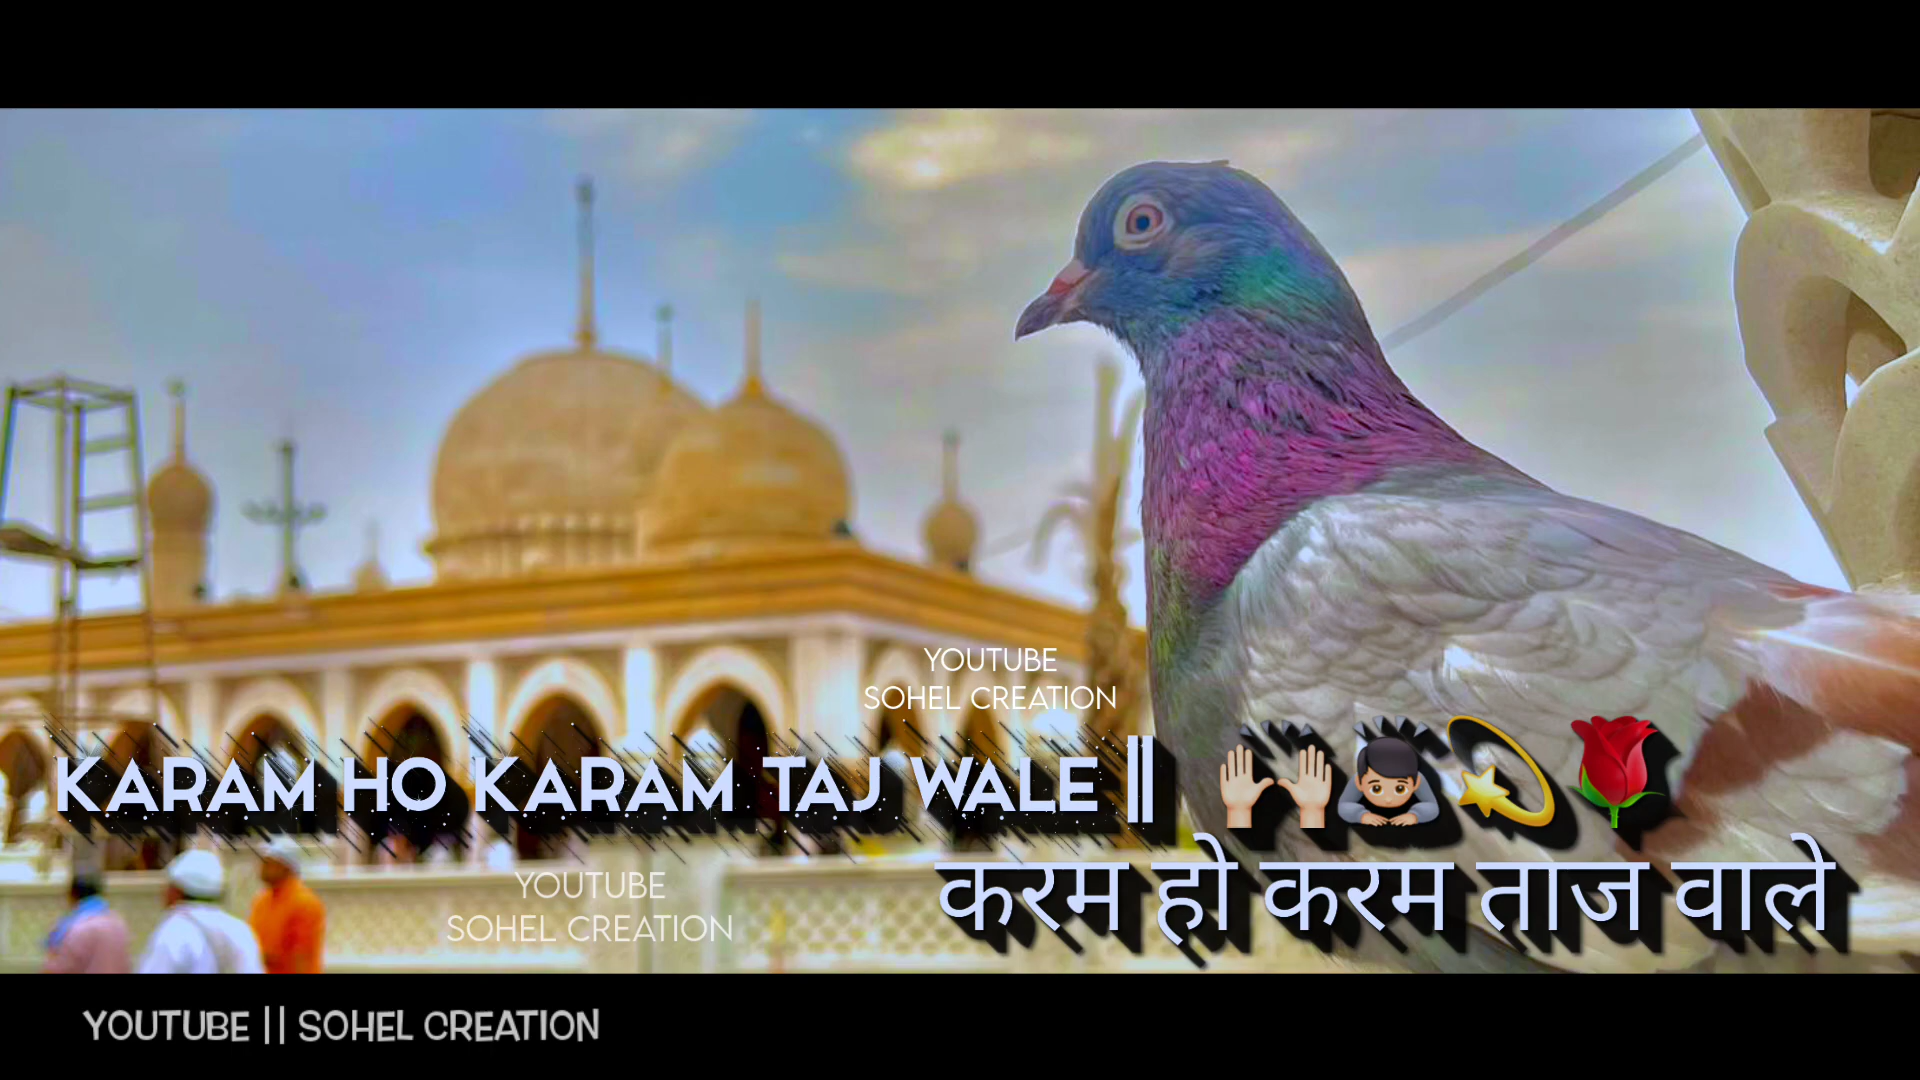 YOUTUBE
SOHEL CREATION
KARAM HO KARAM TAJ WALE || 🙌🏻🙇🏻💫🌹
करम हो करम ताज वाले
YOUTUBE
SOHEL CREATION
YOUTUBE || SOHEL CREATION